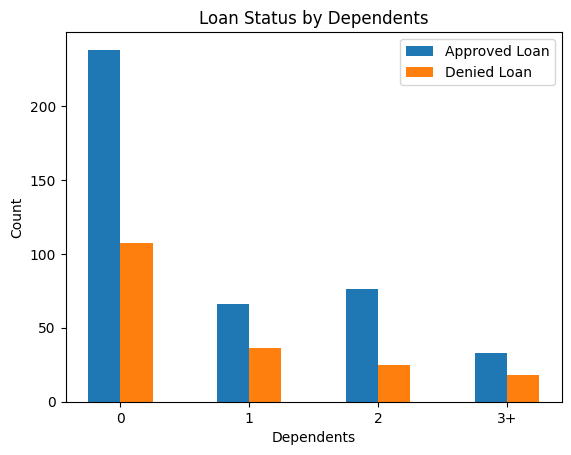 Loan Status by Dependents
Approved Loan
Denied Loan
200
150
100
50
0
Count
0 1 2 3+
Dependents